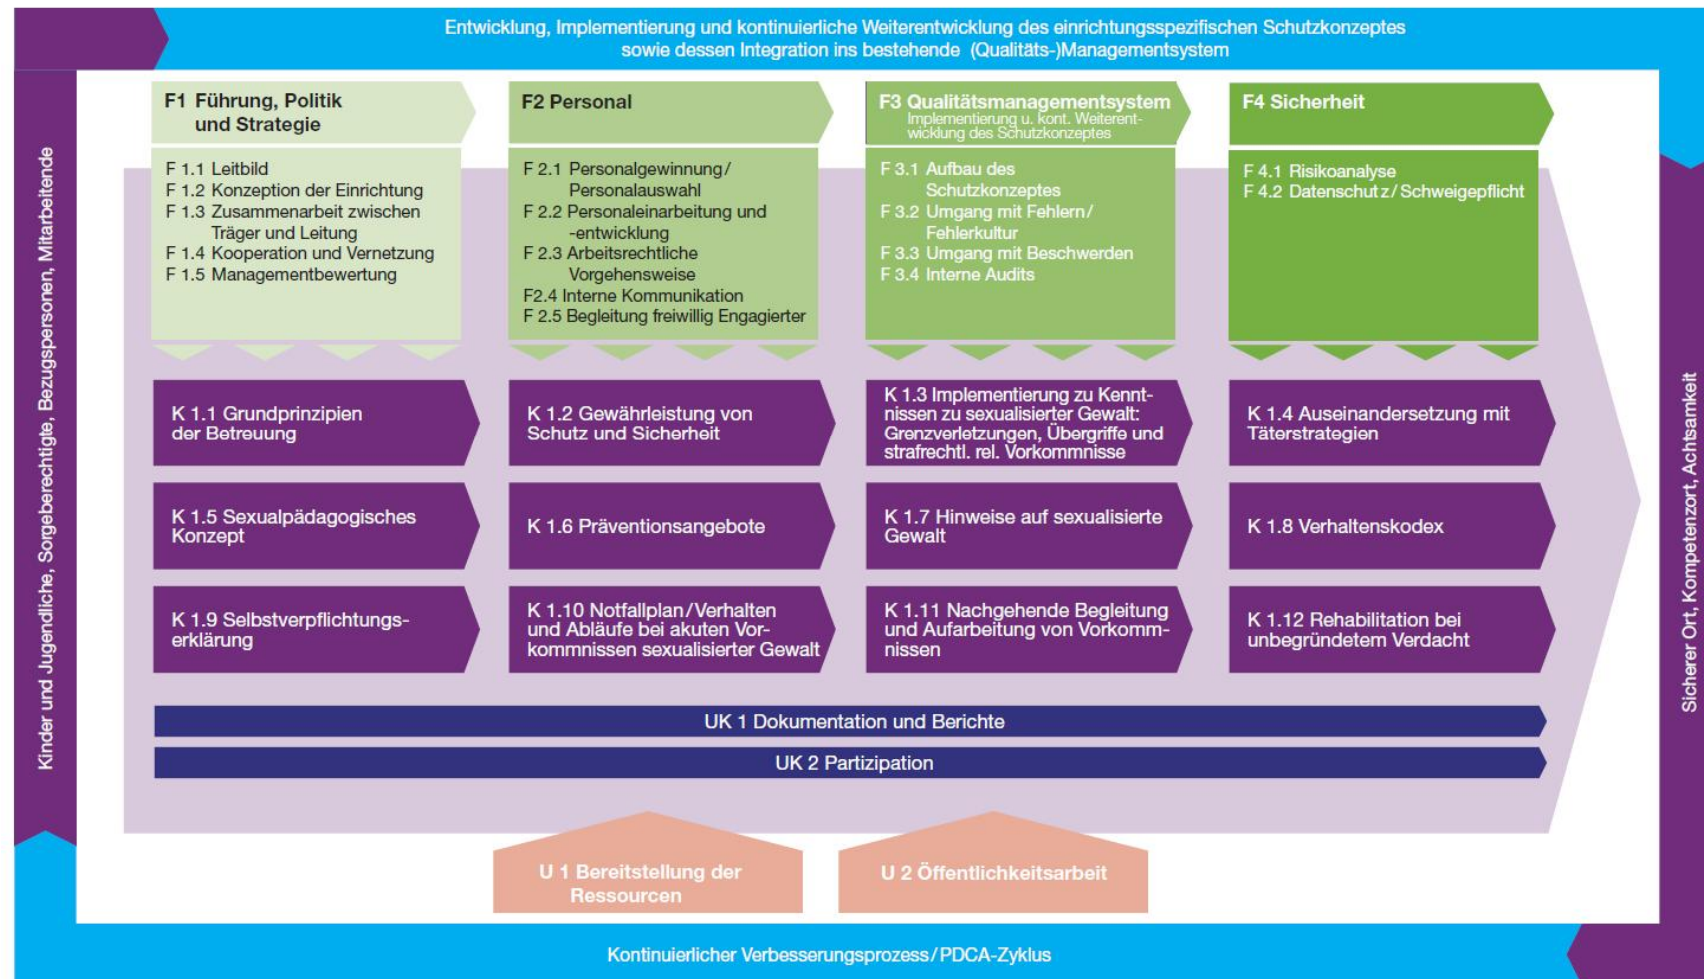 Entwicklung, Implementierung und kontinuierliche Weiterentwicklung des einrichtungsspezifischen Schutzkonzeptes
sowie dessen Integration ins bestehende (Qualitäts-)Managementsystem
Kinder und Jugendliche, Sorgeberechtigte, Bezugspersonen, Mitarbeitende
F1 Führung, Politik
und Strategie
F 1.1 Leitbild
F 1.2 Konzeption der Einrichtung
F 1.3 Zusammenarbeit zwischen
Träger und Leitung
F 1.4 Kooperation und Vernetzung
F 1.5 Managementbewertung
F2 Personal
F 2.1 Personalgewinnung/
Personalauswahl
F 2.2 Personaleinarbeitung und
-entwicklung
F 2.3 Arbeitsrechtliche
Vorgehensweise
F2.4 Interne Kommunikation
F 2.5 Begleitung freiwillig Engagierter
F3 Qualitätsmanagementsystem
Implementierung u. kont. Weiterent-
wicklung des Schutzkonzeptes
F 3.1 Aufbau des
Schutzkonzeptes
F 3.2 Umgang mit Fehlern/
Fehlerkultur
F 3.3 Umgang mit Beschwerden
F 3.4 Interne Audits
F4 Sicherheit
F 4.1 Risikoanalyse
F 4.2 Datenschutz/Schweigepflicht
K 1.1 Grundprinzipien
der Betreuung
K 1.2 Gewährleistung von
Schutz und Sicherheit
K 1.3 Implementierung zu Kennt-
nissen zu sexualisierter Gewalt:
Grenzverletzungen, Übergriffe und
strafrechtl. rel. Vorkommnisse
K 1.4 Auseinandersetzung mit
Täterstrategien
K 1.5 Sexualpädagogisches
Konzept
K 1.6 Präventionsangebote
K 1.7 Hinweise auf sexualisierte
Gewalt
K 1.8 Verhaltenskodex
K 1.9 Selbstverpflichtungs-
erklärung
K 1.10 Notfallplan/Verhalten
und Abläufe bei akuten Vor-
kommnissen sexualisierter Gewalt
K 1.11 Nachgehende Begleitung
und Aufarbeitung von Vorkomm-
nissen
K 1.12 Rehabilitation bei
unbegründetem Verdacht
UK 1 Dokumentation und Berichte
UK 2 Partizipation
U 1 Bereitstellung der
Ressourcen
U 2 Öffentlichkeitsarbeit
Sicherer Ort, Kompetenzort, Achtsamkeit
Kontinuierlicher Verbesserungsprozess/PDCA-Zyklus